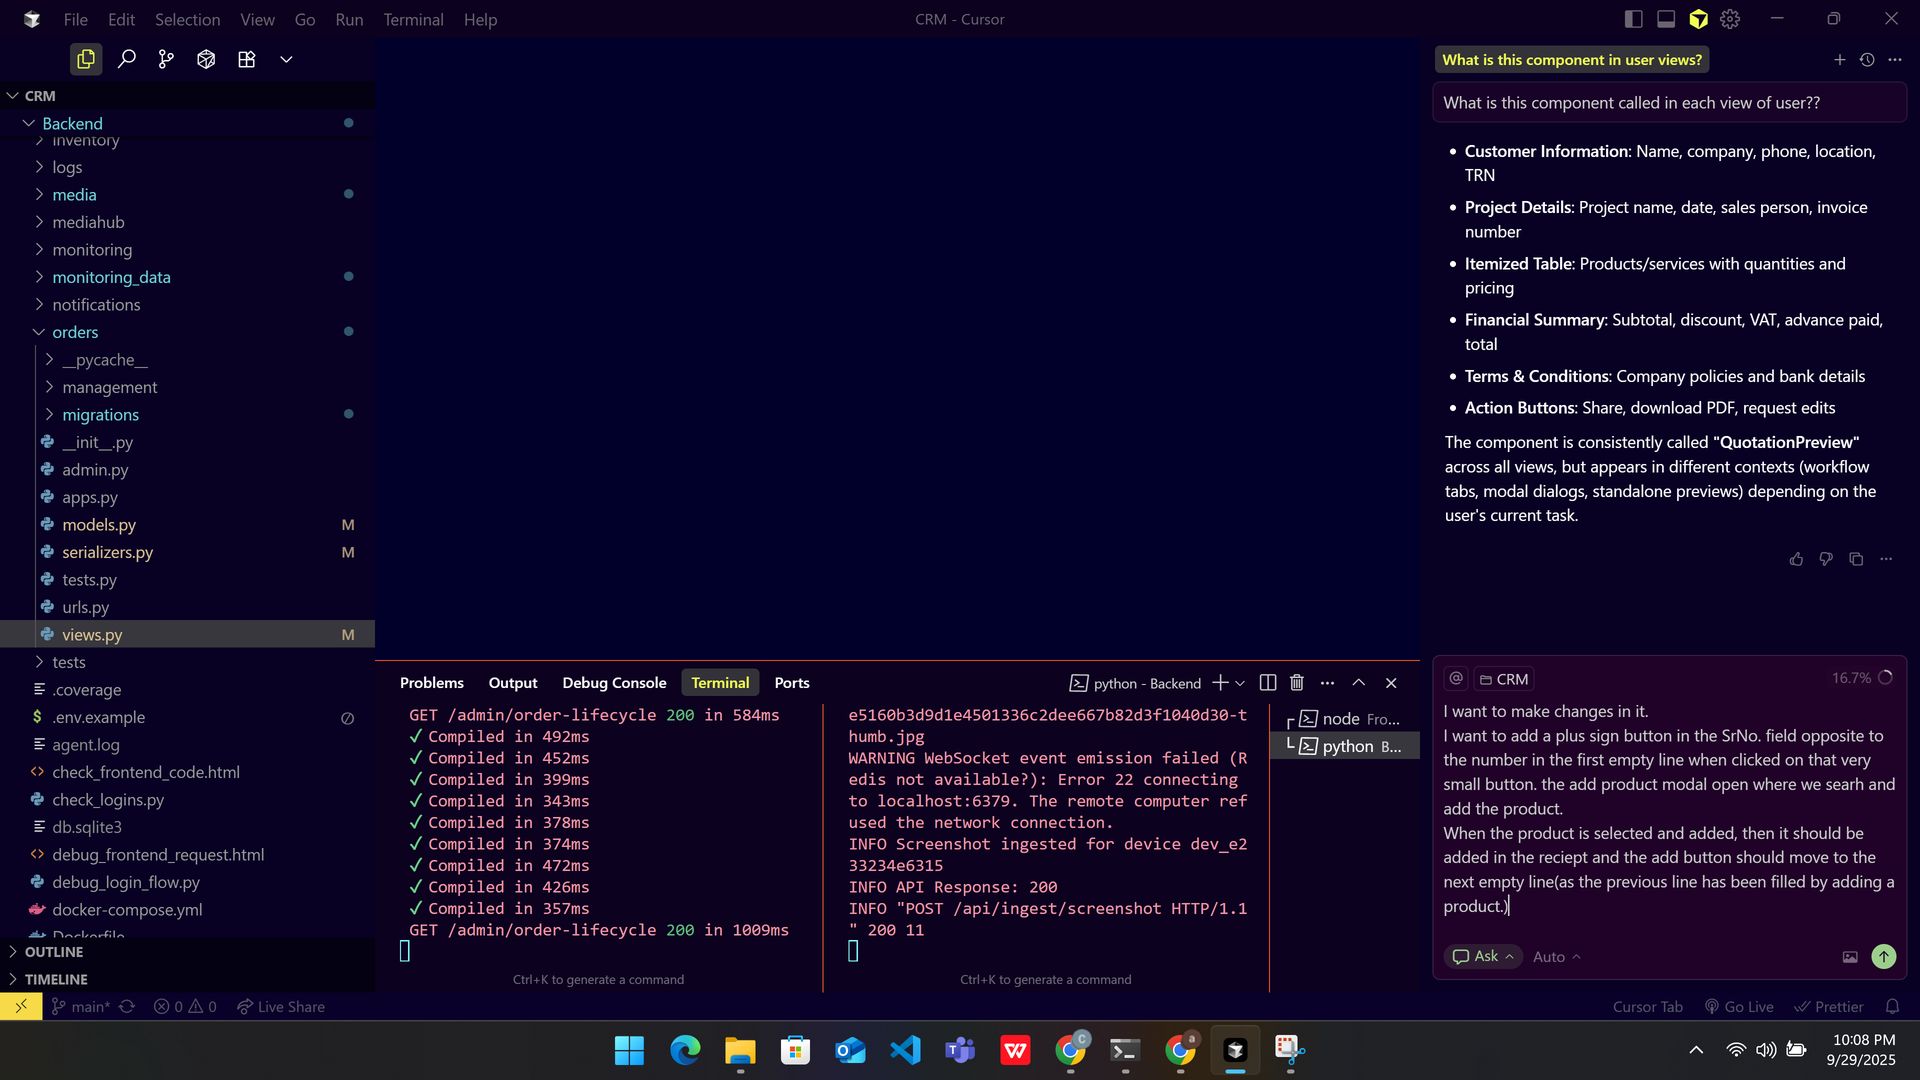 File Edit Selection View Go Run Terminal Help
CRM - Cursor
CRM
Backend
inventory
logs
media
mediahub
monitoring
monitoring_data
notifications
orders
__pycache__
management
migrations
__init__.py
admin.py
apps.py
models.py M
serializers.py M
tests.py
urls.py
views.py M
tests
.coverage
.env.example
agent.log
check_frontend_code.html
check_logins.py
db.sqlite3
debug_frontend_request.html
debug_login_flow.py
docker-compose.yml
Dockerfile
OUTLINE
TIMELINE
Problems Output Debug Console Terminal Ports
python - Backend
GET /admin/order-lifecycle 200 in 584ms
✓ Compiled in 492ms
✓ Compiled in 452ms
✓ Compiled in 399ms
✓ Compiled in 343ms
✓ Compiled in 378ms
✓ Compiled in 374ms
✓ Compiled in 472ms
✓ Compiled in 426ms
✓ Compiled in 357ms
GET /admin/order-lifecycle 200 in 1009ms
Ctrl+K to generate a command
e5160b3d9d1e4501336c2dee667b82d3f1040d30-t
humb.jpg
WARNING WebSocket event emission failed (R
edis not available?): Error 22 connecting
to localhost:6379. The remote computer ref
used the network connection.
INFO Screenshot ingested for device dev_e2
33234e6315
INFO API Response: 200
INFO "POST /api/ingest/screenshot HTTP/1.1
" 200 11
Ctrl+K to generate a command
node Fro...
python B...
What is this component in user views?
What is this component called in each view of user??
• Customer Information: Name, company, phone, location,
TRN
• Project Details: Project name, date, sales person, invoice
number
• Itemized Table: Products/services with quantities and
pricing
• Financial Summary: Subtotal, discount, VAT, advance paid,
total
• Terms & Conditions: Company policies and bank details
• Action Buttons: Share, download PDF, request edits
The component is consistently called "QuotationPreview"
across all views, but appears in different contexts (workflow
tabs, modal dialogs, standalone previews) depending on the
user's current task.
@ CRM 16.7%
I want to make changes in it.
I want to add a plus sign button in the SrNo. field opposite to
the number in the first empty line when clicked on that very
small button. the add product modal open where we searh and
add the product.
When the product is selected and added, then it should be
added in the reciept and the add button should move to the
next empty line(as the previous line has been filled by adding a
product.)
Ask Auto
main* 0 0 Live Share
Cursor Tab Go Live Prettier
10:08 PM
9/29/2025